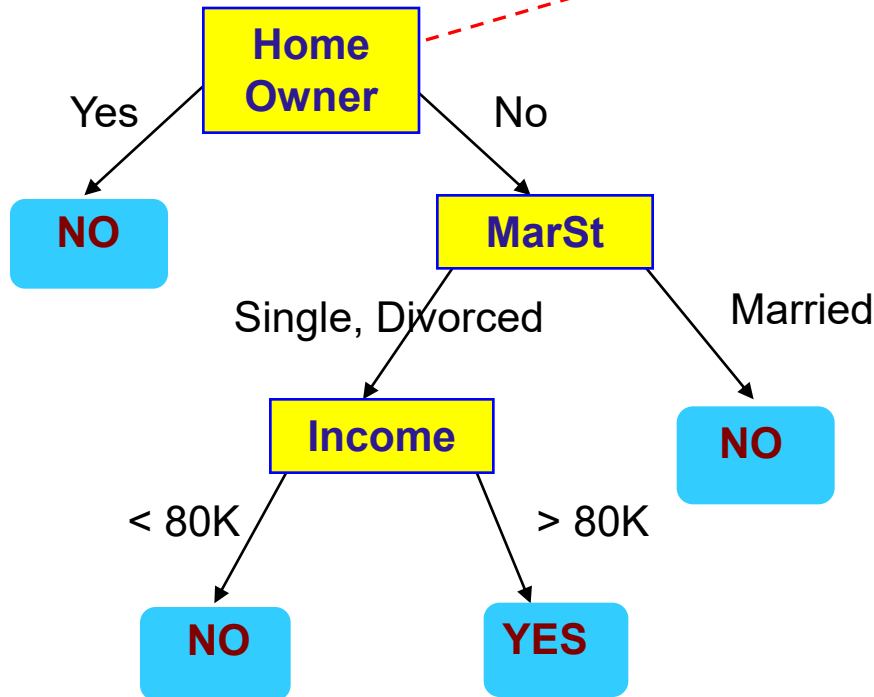 Home
Owner
Yes
No
NO
MarSt
Single, Divorced
Married
Income
NO
< 80K
> 80K
NO
YES